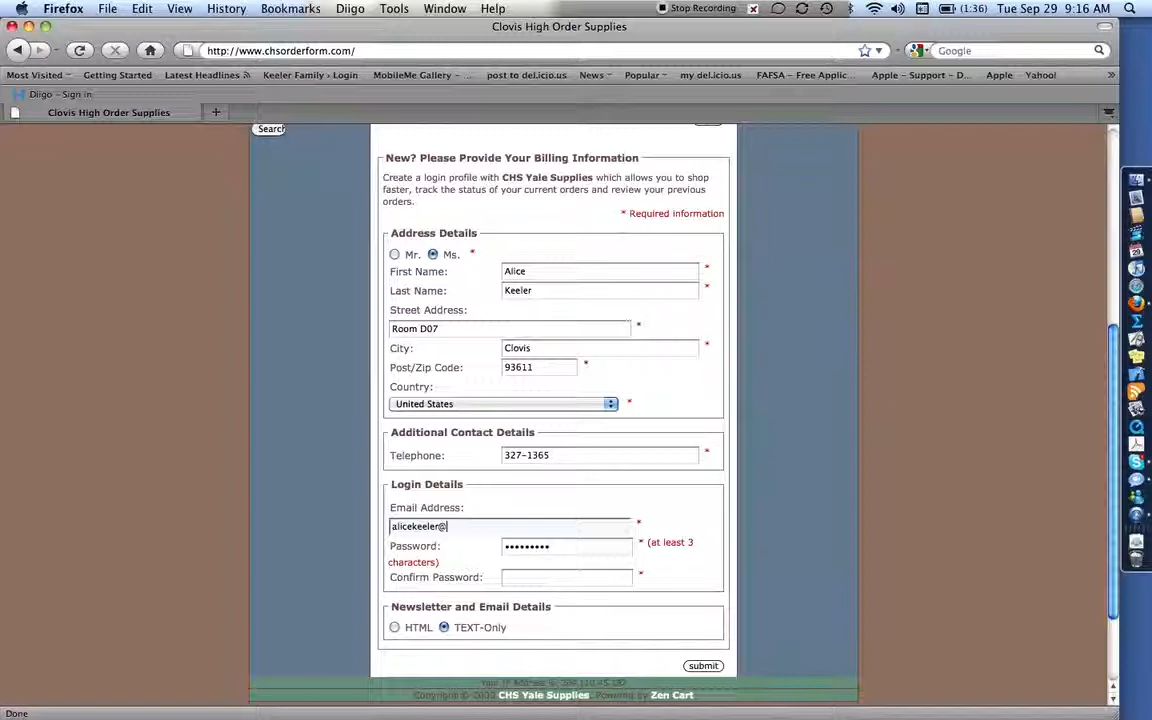 Firefox File Edit View History Bookmarks Diigo Tools Window Help Stop Recording (1:36) Tue Sep 29 9:16 AM
Clovis High Order Supplies
http://www.chsorderform.com/ Google
Most Visited Getting Started Latest Headlines Keeler Family › Login MobileMe Gallery – ... post to del.icio.us News Popular my del.icio.us FAFSA – Free Applic... Apple – Support – D... Apple Yahoo! »
Diigo – Sign in
Clovis High Order Supplies +
Search
New? Please Provide Your Billing Information
Create a login profile with CHS Yale Supplies which allows you to shop
faster, track the status of your current orders and review your previous
orders.
* Required information
Address Details
Mr. Ms. *
First Name: Alice *
Last Name: Keeler *
Street Address:
Room D07 *
City: Clovis *
Post/Zip Code: 93611 *
Country:
United States *
Additional Contact Details
Telephone: 327-1365 *
Login Details
Email Address:
alicekeeler@ *
Password: ••••••••• * (at least 3
characters)
Confirm Password: *
Newsletter and Email Details
HTML TEXT-Only
submit
Your IP Address is:
Copyright © 2009 CHS Yale Supplies. Powered by Zen Cart
Done